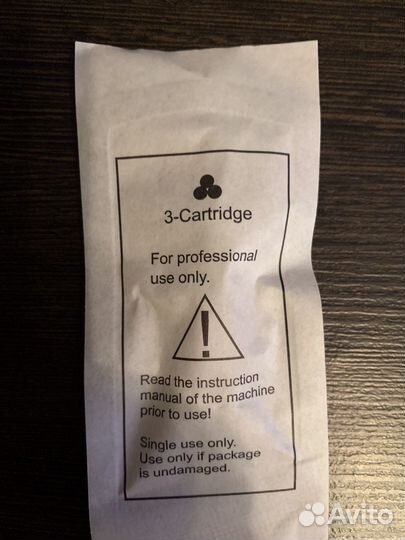 3-Cartridge
For professional
use only.
!
Read the instruction
manual of the machine
prior to use!
Single use only.
Use only if package
is undamaged.
Avito